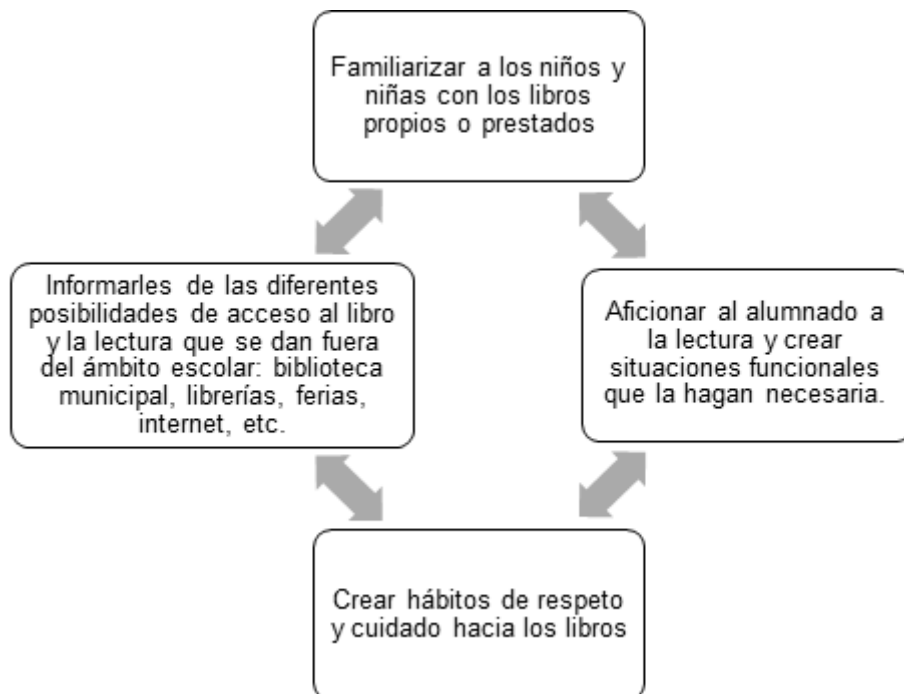 Familiarizar a los niños y
niñas con los libros
propios o prestados
Informarles de las diferentes
posibilidades de acceso al libro
y la lectura que se dan fuera
del ámbito escolar: biblioteca
municipal, librerías, ferias,
internet, etc.
Aficionar al alumnado a
la lectura y crear
situaciones funcionales
que la hagan necesaria.
Crear hábitos de respeto
y cuidado hacia los libros